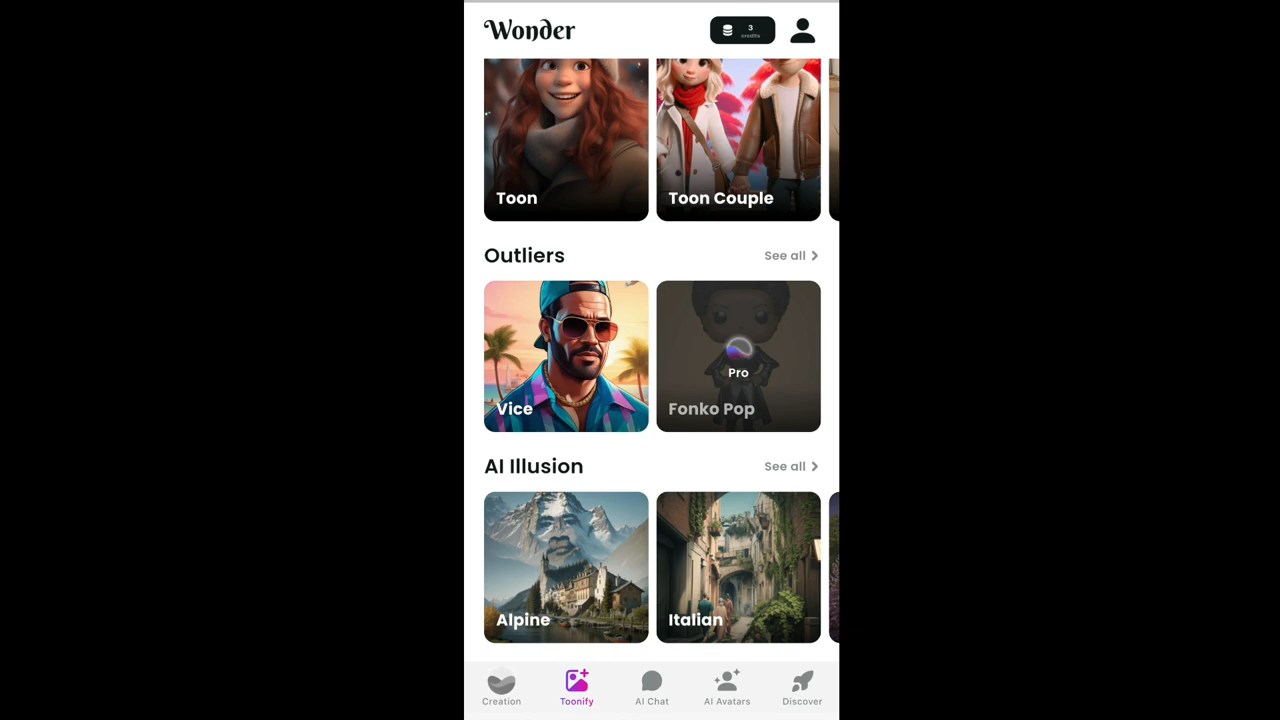 Wonder
3
credits
Toon
Toon Couple
Outliers
See all
Vice
Pro
Fonko Pop
AI Illusion
See all
Alpine
Italian
Creation
Toonify
AI Chat
AI Avatars
Discover